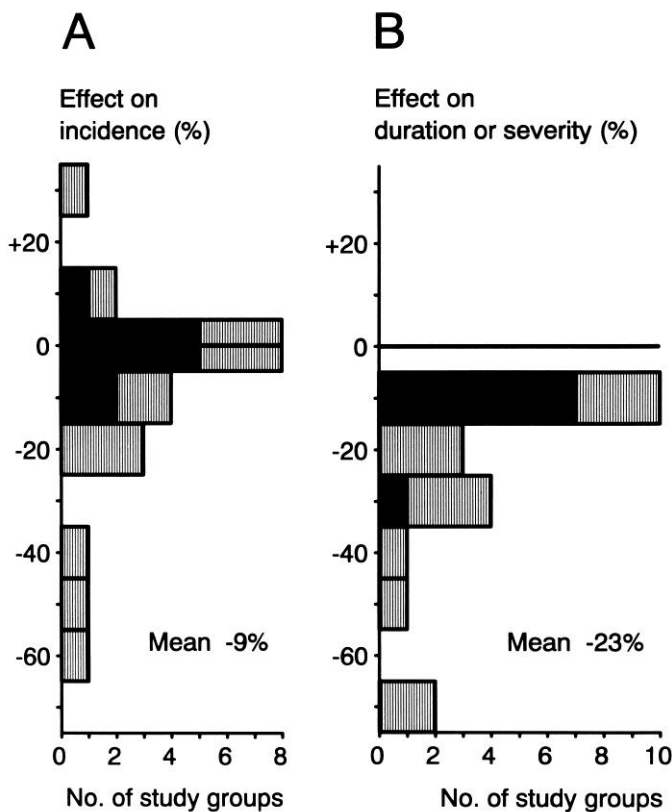 A
Effect on
incidence (%)
+20
0
-20
-40
-60
Mean -9%
0 2 4 6 8
No. of study groups
B
Effect on
duration or severity (%)
+20
0
-20
-40
-60
Mean -23%
0 2 4 6 8 10
No. of study groups